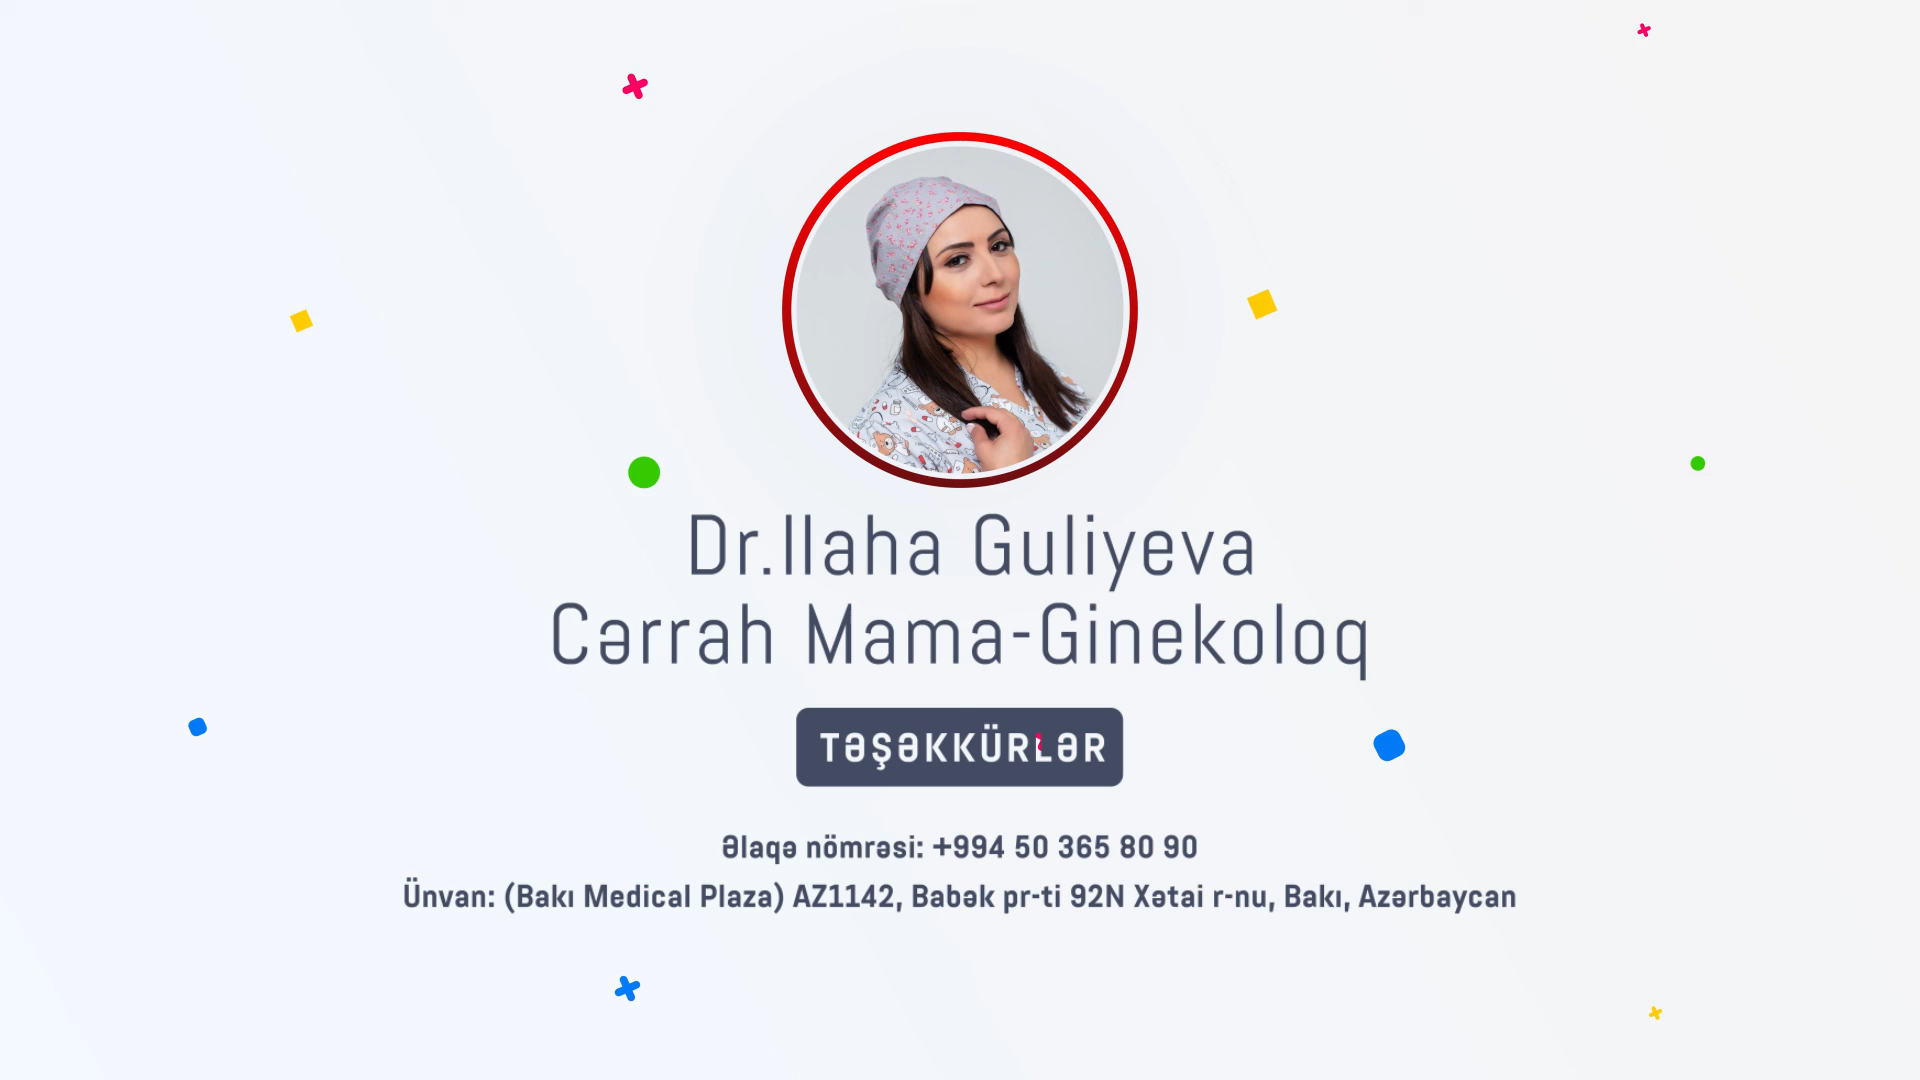 Dr.Ilaha Guliyeva
Cərrah Mama-Ginekoloq
TƏŞƏKKÜRLƏR
Əlaqə nömrəsi: +994 50 365 80 90
Ünvan: (Bakı Medical Plaza) AZ1142, Babək pr-ti 92N Xətai r-nu, Bakı, Azərbaycan